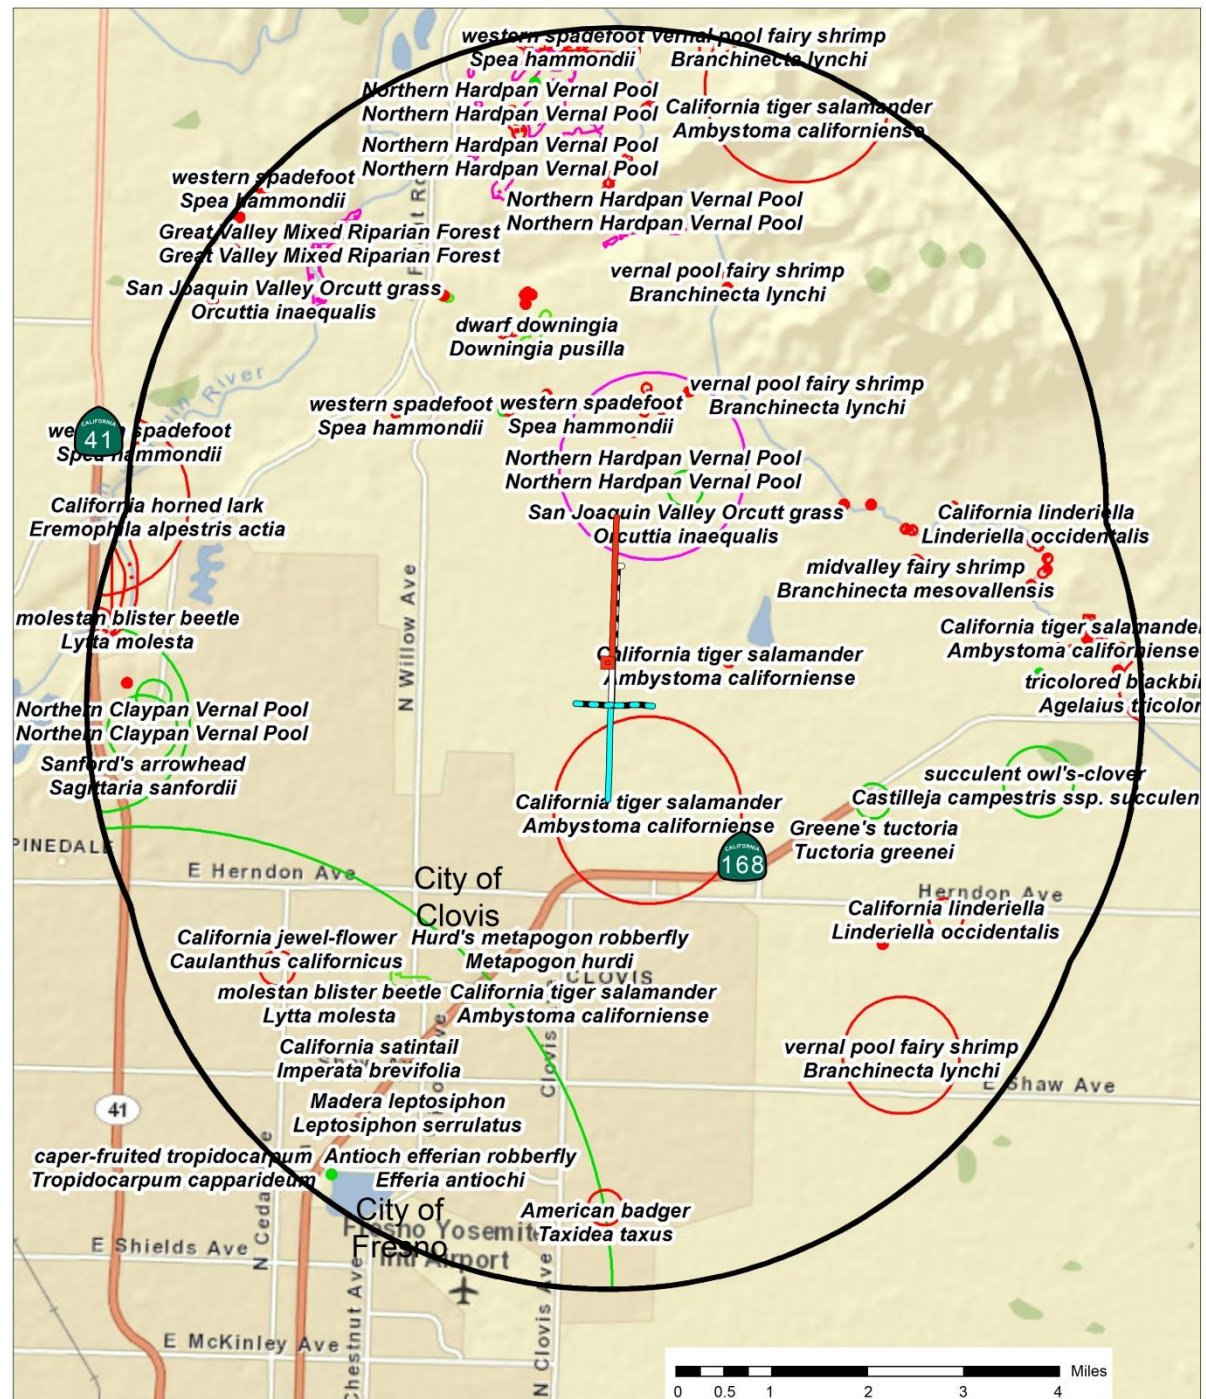 western spadefoot vernal pool fairy shrimp
Spea hammondii Branchinecta lynchi
Northern Hardpan Vernal Pool
Northern Hardpan Vernal Pool
California tiger salamander
Ambystoma californiense
Northern Hardpan Vernal Pool
Northern Hardpan Vernal Pool
western spadefoot
Spea hammondii
Northern Hardpan Vernal Pool
Northern Hardpan Vernal Pool
Great Valley Mixed Riparian Forest
Great Valley Mixed Riparian Forest
vernal pool fairy shrimp
Branchinecta lynchi
San Joaquin Valley Orcutt grass
Orcuttia inaequalis
dwarf downingia
Downingia pusilla
River
vernal pool fairy shrimp
Branchinecta lynchi
western spadefoot
Spea hammondii
western spadefoot
Spea hammondii
CALIFORNIA
41
spadefoot
hammondii
Northern Hardpan Vernal Pool
Northern Hardpan Vernal Pool
California horned lark
Eremophila alpestris actia
San Joaquin Valley Orcutt grass
Orcuttia inaequalis
California linderiella
Linderiella occidentalis
midvalley fairy shrimp
Branchinecta mesovallensis
N Willow Ave
molestan blister beetle
Lytta molesta
California tiger salamander
Ambystoma californiense
California tiger salamander
Ambystoma californiense
tricolored blackbi
Agelaius tricolor
Northern Claypan Vernal Pool
Northern Claypan Vernal Pool
Sanford's arrowhead
Sagittaria sanfordii
succulent owl's-clover
Castilleja campestris ssp. succulen
California tiger salamander
Ambystoma californiense
Greene's tuctoria
Tuctoria greenei
PINEDALE
CALIFORNIA
168
E Herndon Ave
City of
Clovis
Herndon Ave
California linderiella
Linderiella occidentalis
California jewel-flower
Caulanthus californicus
Hurd's metapogon robberfly
Metapogon hurdi
CLOVIS
molestan blister beetle
Lytta molesta
California tiger salamander
Ambystoma californiense
California satintail
Imperata brevifolia
vernal pool fairy shrimp
Branchinecta lynchi
E Shaw Ave
Clovis
41
Madera leptosiphon
Leptosiphon serrulatus
caper-fruited tropidocarpum
Tropidocarpum capparideum
Antioch efferian robberfly
Efferia antiochi
American badger
Taxidea taxus
City of
Fresno
Fresno Yosemite
Intl Airport
E Shields Ave
N Ceda
E McKinley Ave
Chestnut Ave
N Clovis Ave
Miles
0 0.5 1 2 3 4